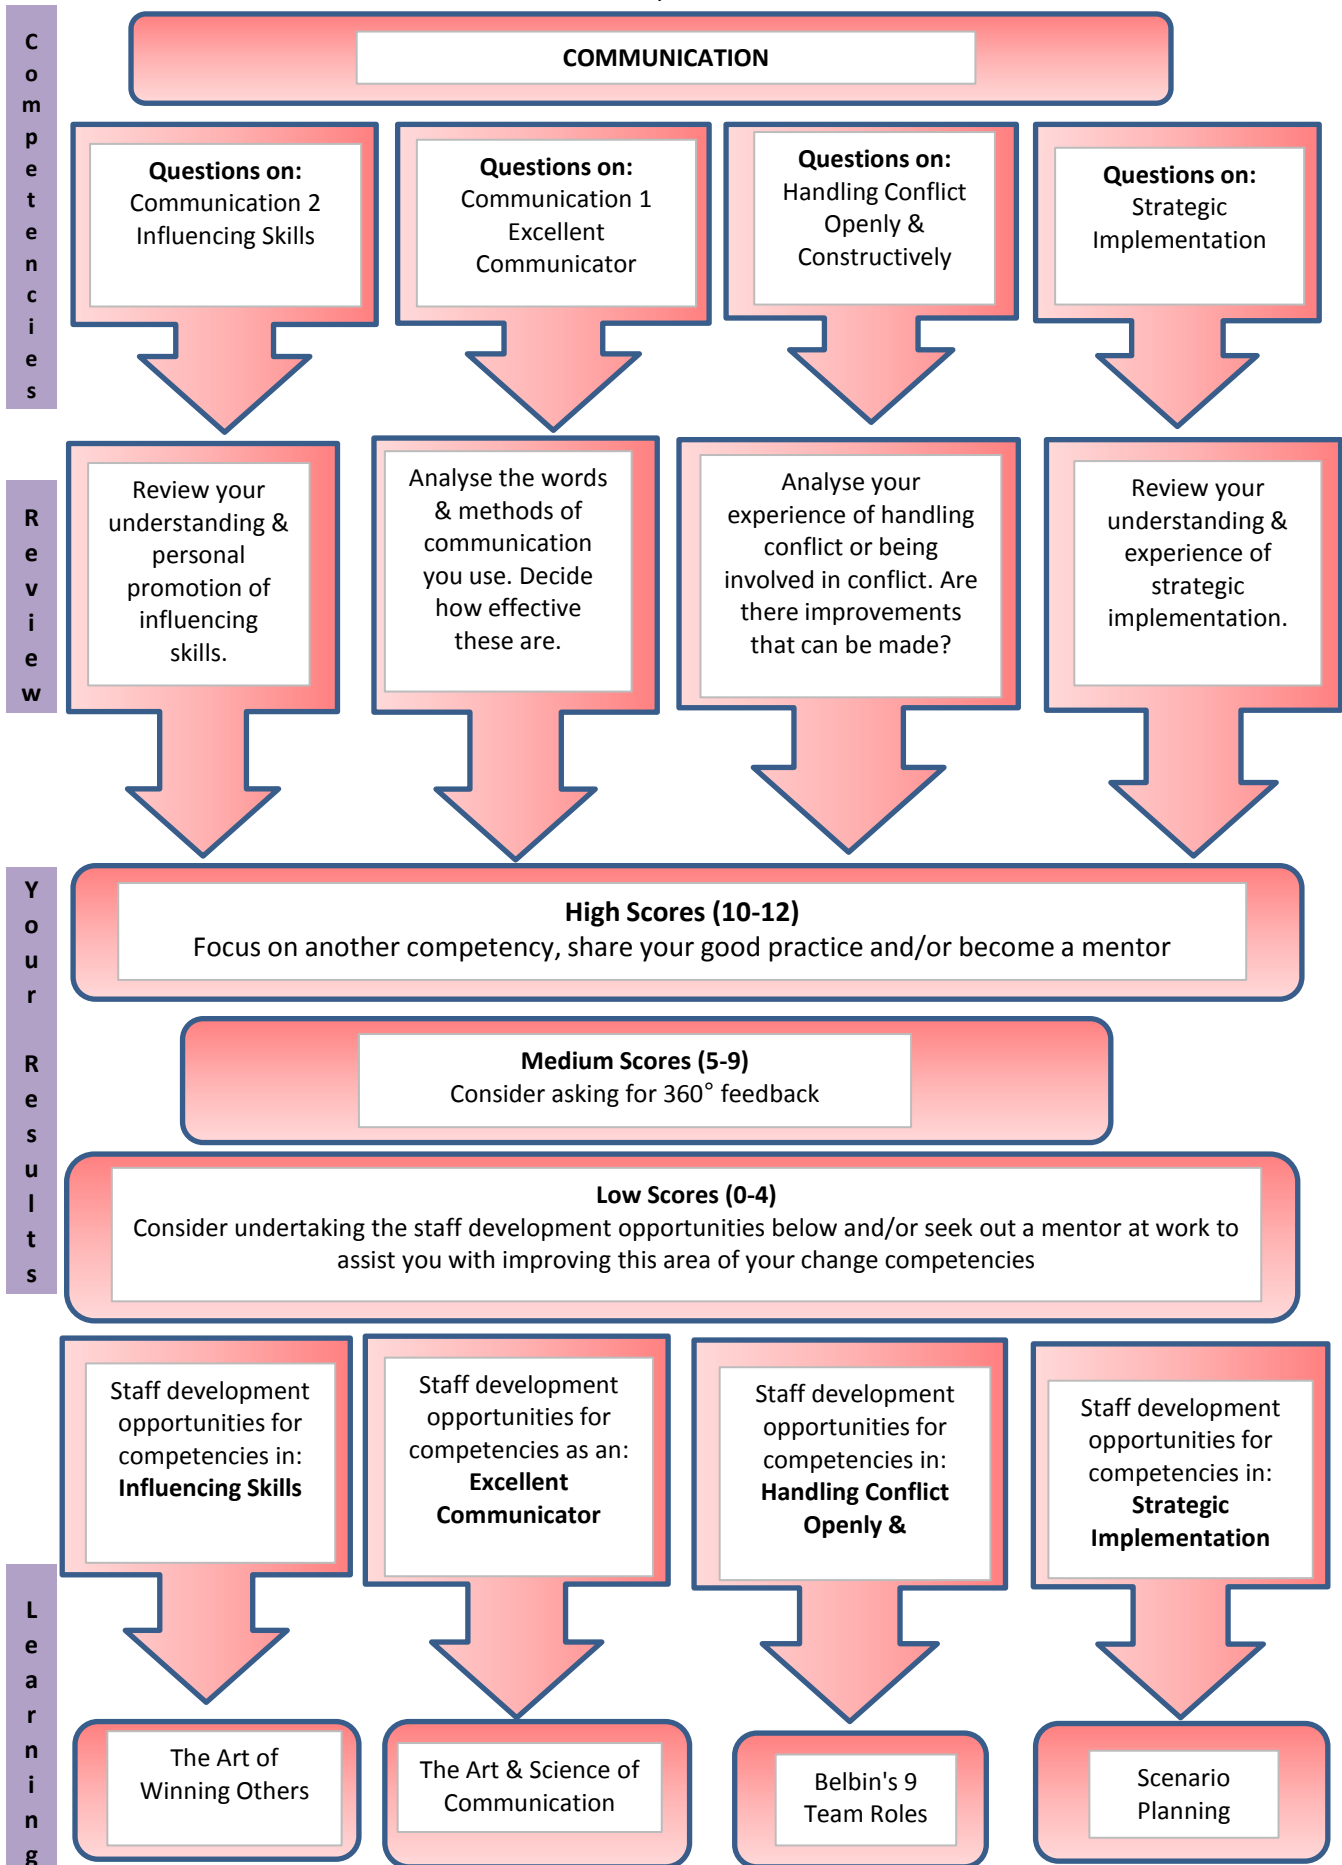 Competencies
COMMUNICATION
Questions on:
Communication 2
Influencing Skills
Questions on:
Communication 1
Excellent
Communicator
Questions on:
Handling Conflict
Openly &
Constructively
Questions on:
Strategic
Implementation
Review
Review your
understanding &
personal
promotion of
influencing
skills.
Analyse the words
& methods of
communication
you use. Decide
how effective
these are.
Analyse your
experience of handling
conflict or being
involved in conflict. Are
there improvements
that can be made?
Review your
understanding &
experience of
strategic
implementation.
Your Results
High Scores (10-12)
Focus on another competency, share your good practice and/or become a mentor
Medium Scores (5-9)
Consider asking for 360° feedback
Low Scores (0-4)
Consider undertaking the staff development opportunities below and/or seek out a mentor at work to
assist you with improving this area of your change competencies
Staff development
opportunities for
competencies in:
Influencing Skills
Staff development
opportunities for
competencies as an:
Excellent
Communicator
Staff development
opportunities for
competencies in:
Handling Conflict
Openly &
Staff development
opportunities for
competencies in:
Strategic
Implementation
Learning
The Art of
Winning Others
The Art & Science of
Communication
Belbin's 9
Team Roles
Scenario
Planning